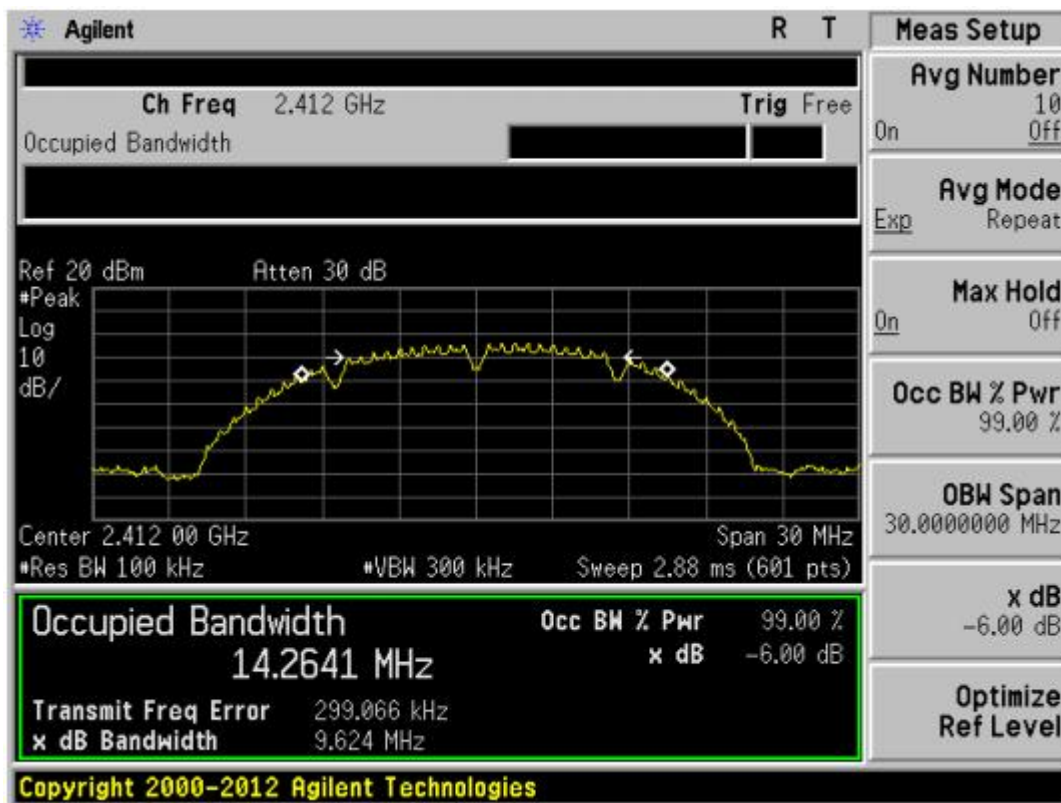 Agilent R T Meas Setup
Ch Freq 2.412 GHz Trig Free
Occupied Bandwidth
Avg Number
10
On Off
Avg Mode
Exp Repeat
Max Hold
On Off
Occ BW % Pwr
99.00 %
OBW Span
30.0000000 MHz
x dB
-6.00 dB
Optimize
Ref Level
Ref 20 dBm Atten 30 dB
#Peak
Log
10
dB/
Center 2.412 00 GHz Span 30 MHz
#Res BW 100 kHz #VBW 300 kHz Sweep 2.88 ms (601 pts)
Occupied Bandwidth Occ BW % Pwr 99.00 %
14.2641 MHz x dB -6.00 dB
Transmit Freq Error 299.066 kHz
x dB Bandwidth 9.624 MHz
Copyright 2000-2012 Agilent Technologies